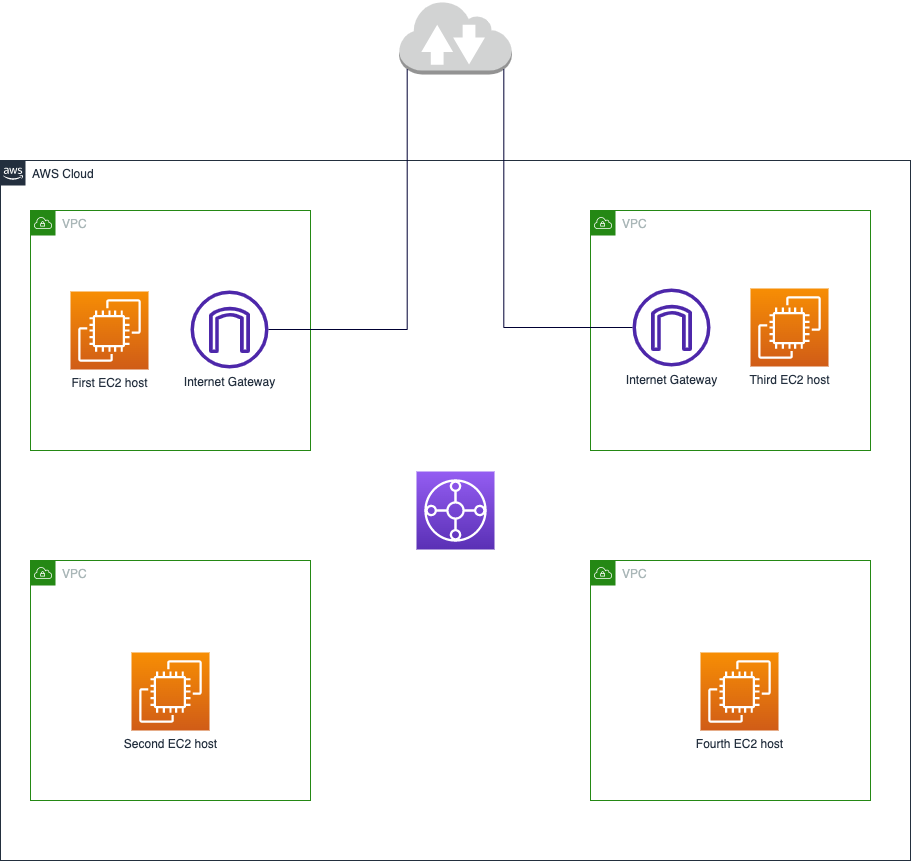 aws
AWS Cloud
VPC
VPC
First EC2 host
Internet Gateway
Internet Gateway
Third EC2 host
VPC
VPC
Second EC2 host
Fourth EC2 host